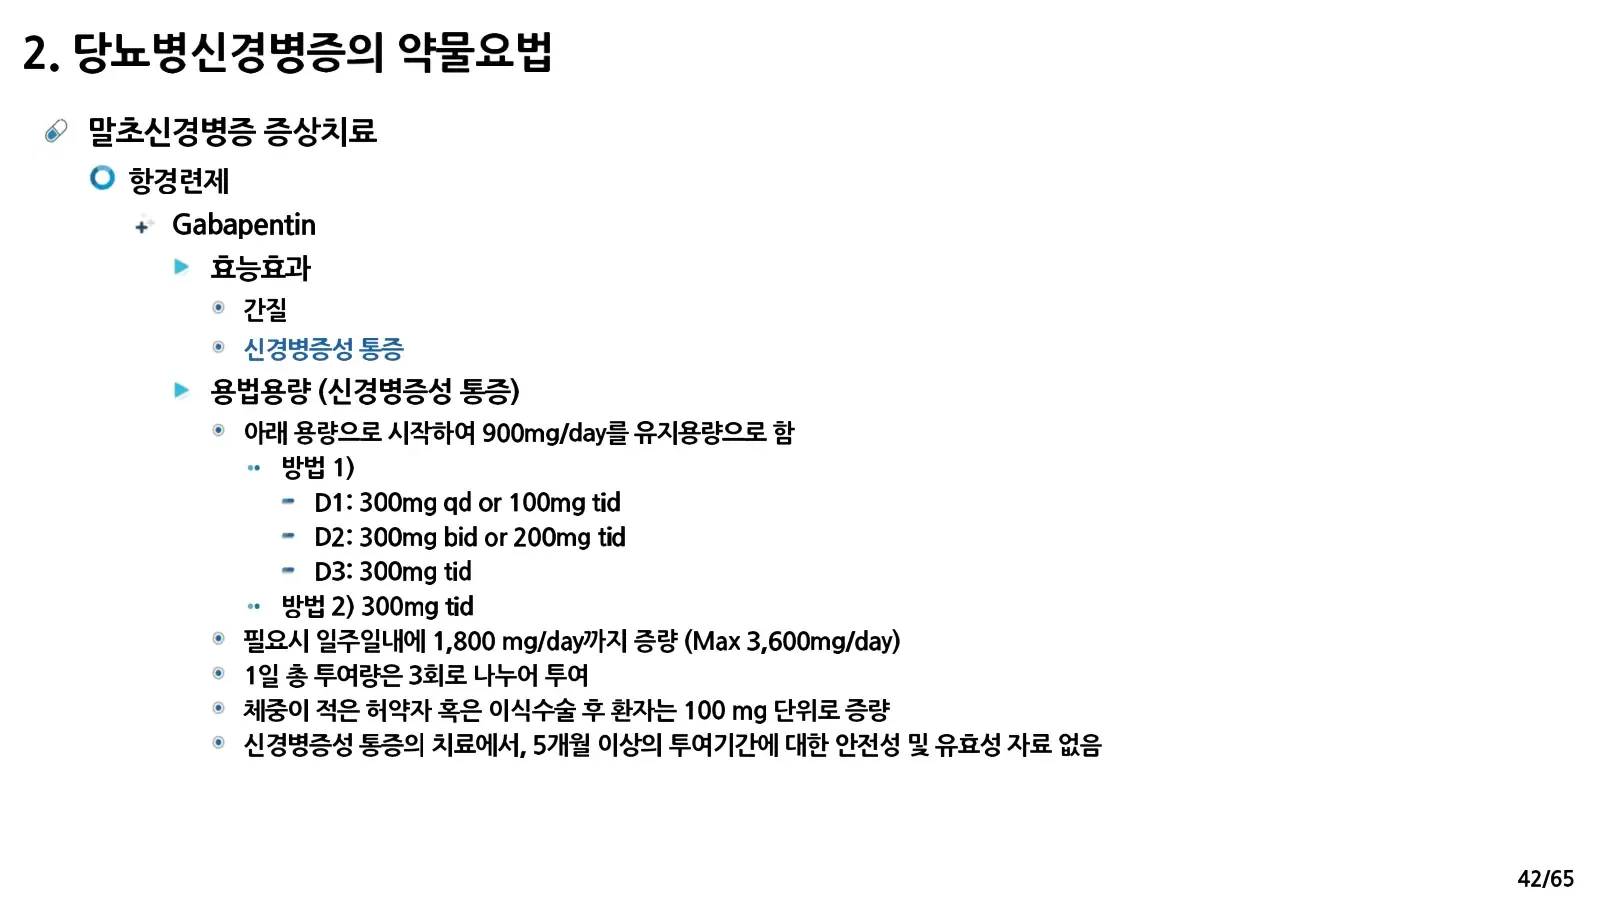 2. 당뇨병신경병증의 약물요법
말초신경병증 증상치료
항경련제
Gabapentin
효능효과
간질
신경병증성 통증
용법용량 (신경병증성 통증)
아래 용량으로 시작하여 900mg/day를 유지용량으로 함
방법 1)
D1: 300mg qd or 100mg tid
D2: 300mg bid or 200mg tid
D3: 300mg tid
방법 2) 300mg tid
필요시 일주일내에 1,800 mg/day까지 증량 (Max 3,600mg/day)
1일 총 투여량은 3회로 나누어 투여
체중이 적은 허약자 혹은 이식수술 후 환자는 100 mg 단위로 증량
신경병증성 통증의 치료에서, 5개월 이상의 투여기간에 대한 안전성 및 유효성 자료 없음
42/65